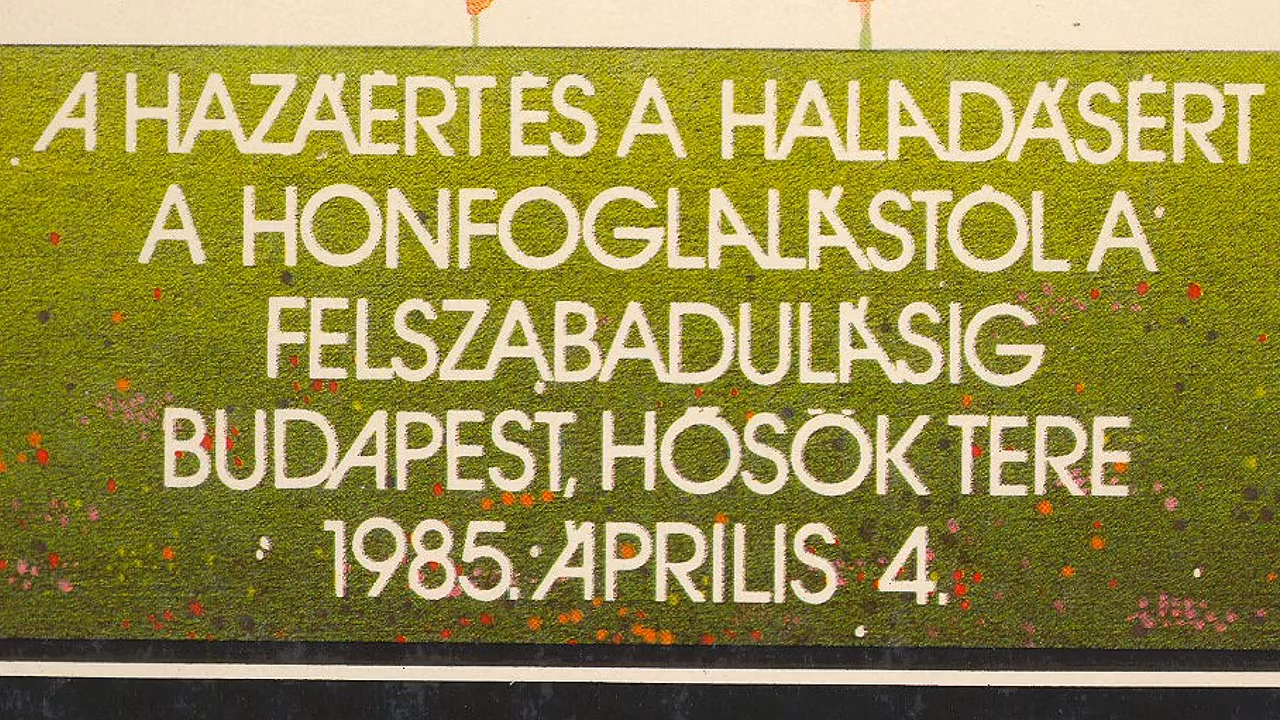 A HAZÁÉRT ÉS A HALADÁSÉRT
A HONFOGLALÁSTÓL A
FELSZABADULÁSIG
BUDAPEST, HŐSÖK TERE
1985. ÁPRILIS 4.